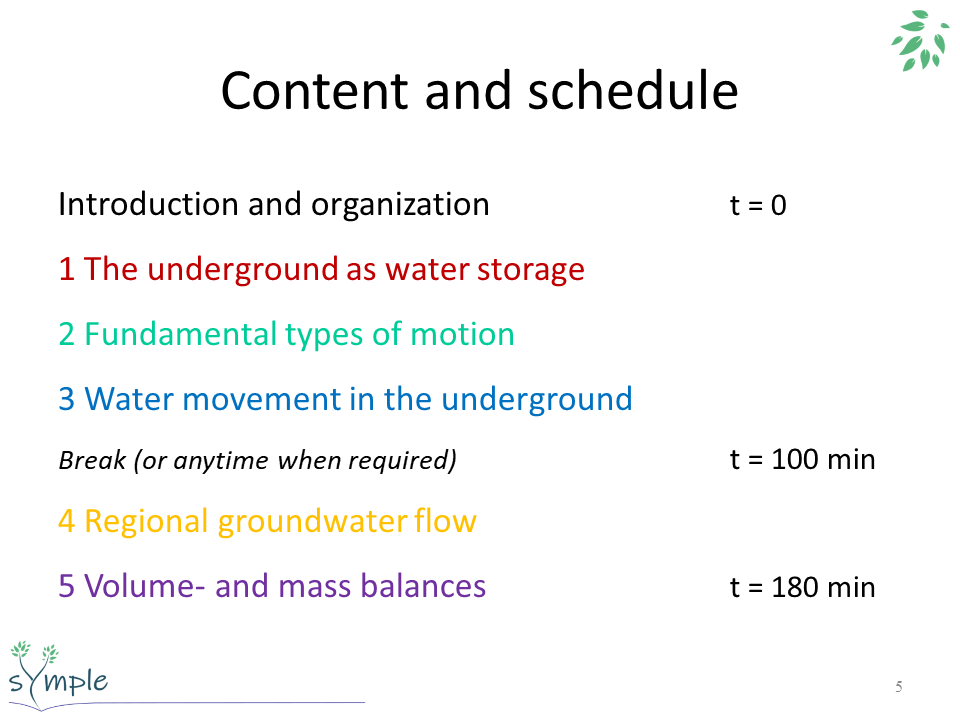 Content and schedule
Introduction and organization t = 0
1 The underground as water storage
2 Fundamental types of motion
3 Water movement in the underground
Break (or anytime when required) t = 100 min
4 Regional groundwater flow
5 Volume- and mass balances t = 180 min
sYmple
5